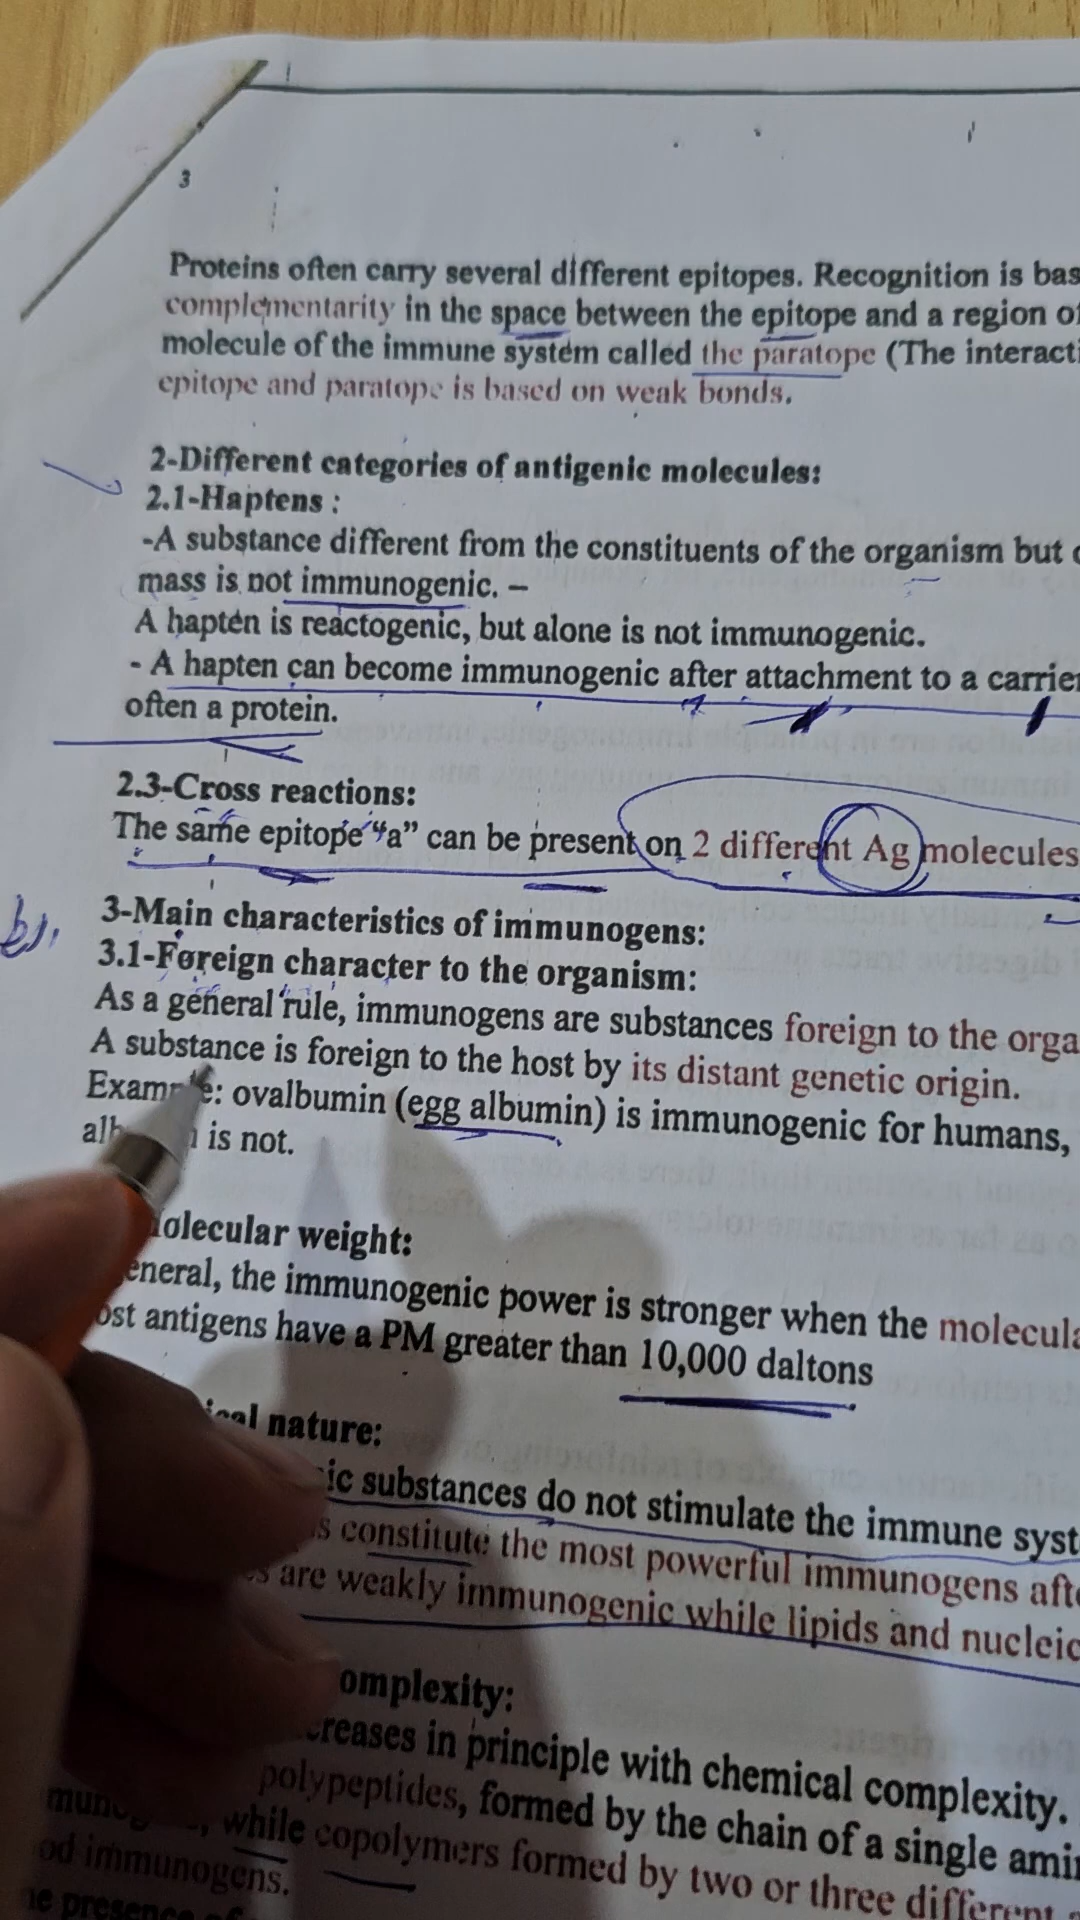 3
Proteins often carry several different epitopes. Recognition is bas
complementarity in the space between the epitope and a region of
molecule of the immune system called the paratope (The interacti
epitope and paratope is based on weak bonds.
2-Different categories of antigenic molecules:
2.1-Haptens :
-A substance different from the constituents of the organism but
mass is not immunogenic. –
A hapten is reactogenic, but alone is not immunogenic.
- A hapten can become immunogenic after attachment to a carrier
often a protein.
2.3-Cross reactions:
The same epitope “a” can be present on 2 different Ag molecules
3-Main characteristics of immunogens:
3.1-Foreign character to the organism:
As a general rule, immunogens are substances foreign to the orga
A substance is foreign to the host by its distant genetic origin.
Example: ovalbumin (egg albumin) is immunogenic for humans,
is not.
olecular weight:
eneral, the immunogenic power is stronger when the molecula
ost antigens have a PM greater than 10,000 daltons
ical nature:
ic substances do not stimulate the immune syst
s constitute the most powerful immunogens afte
s are weakly immunogenic while lipids and nucleic
omplexity:
creases in principle with chemical complexity.
polypeptides, formed by the chain of a single ami
while copolymers formed by two or three different
od immunogens.